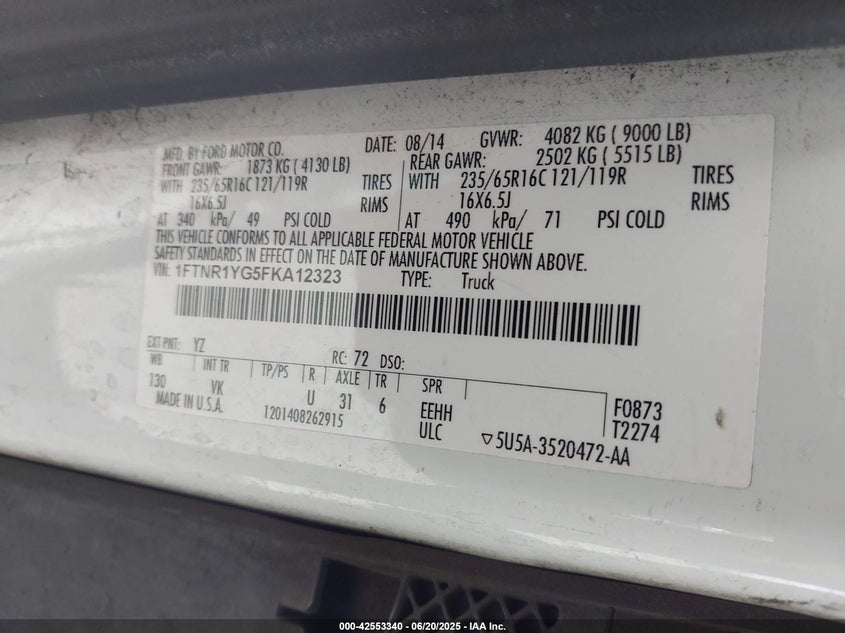 MFD. BY FORD MOTOR CO. DATE: 08/14 GVWR: 4082 KG ( 9000 LB)
FRONT GAWR: 1873 KG ( 4130 LB) REAR GAWR: 2502 KG ( 5515 LB)
WITH 235/65R16C 121/119R TIRES WITH 235/65R16C 121/119R TIRES
16X6.5J RIMS 16X6.5J RIMS
AT 340 kPa/ 49 PSI COLD AT 490 kPa/ 71 PSI COLD
THIS VEHICLE CONFORMS TO ALL APPLICABLE FEDERAL MOTOR VEHICLE
SAFETY STANDARDS IN EFFECT ON THE DATE OF MANUFACTURE SHOWN ABOVE.
VIN: 1FTNR1YG5FKA12323 TYPE: Truck
EXT PNT: YZ RC: 72 DSO:
WB INT TR TP/PS R AXLE TR SPR
130 VK U 31 6 EEHH F0873
MADE IN U.S.A. 1201408262915 ULC T2274
▽5U5A-3520472-AA
000-42553340 - 06/20/2025 - IAA Inc.